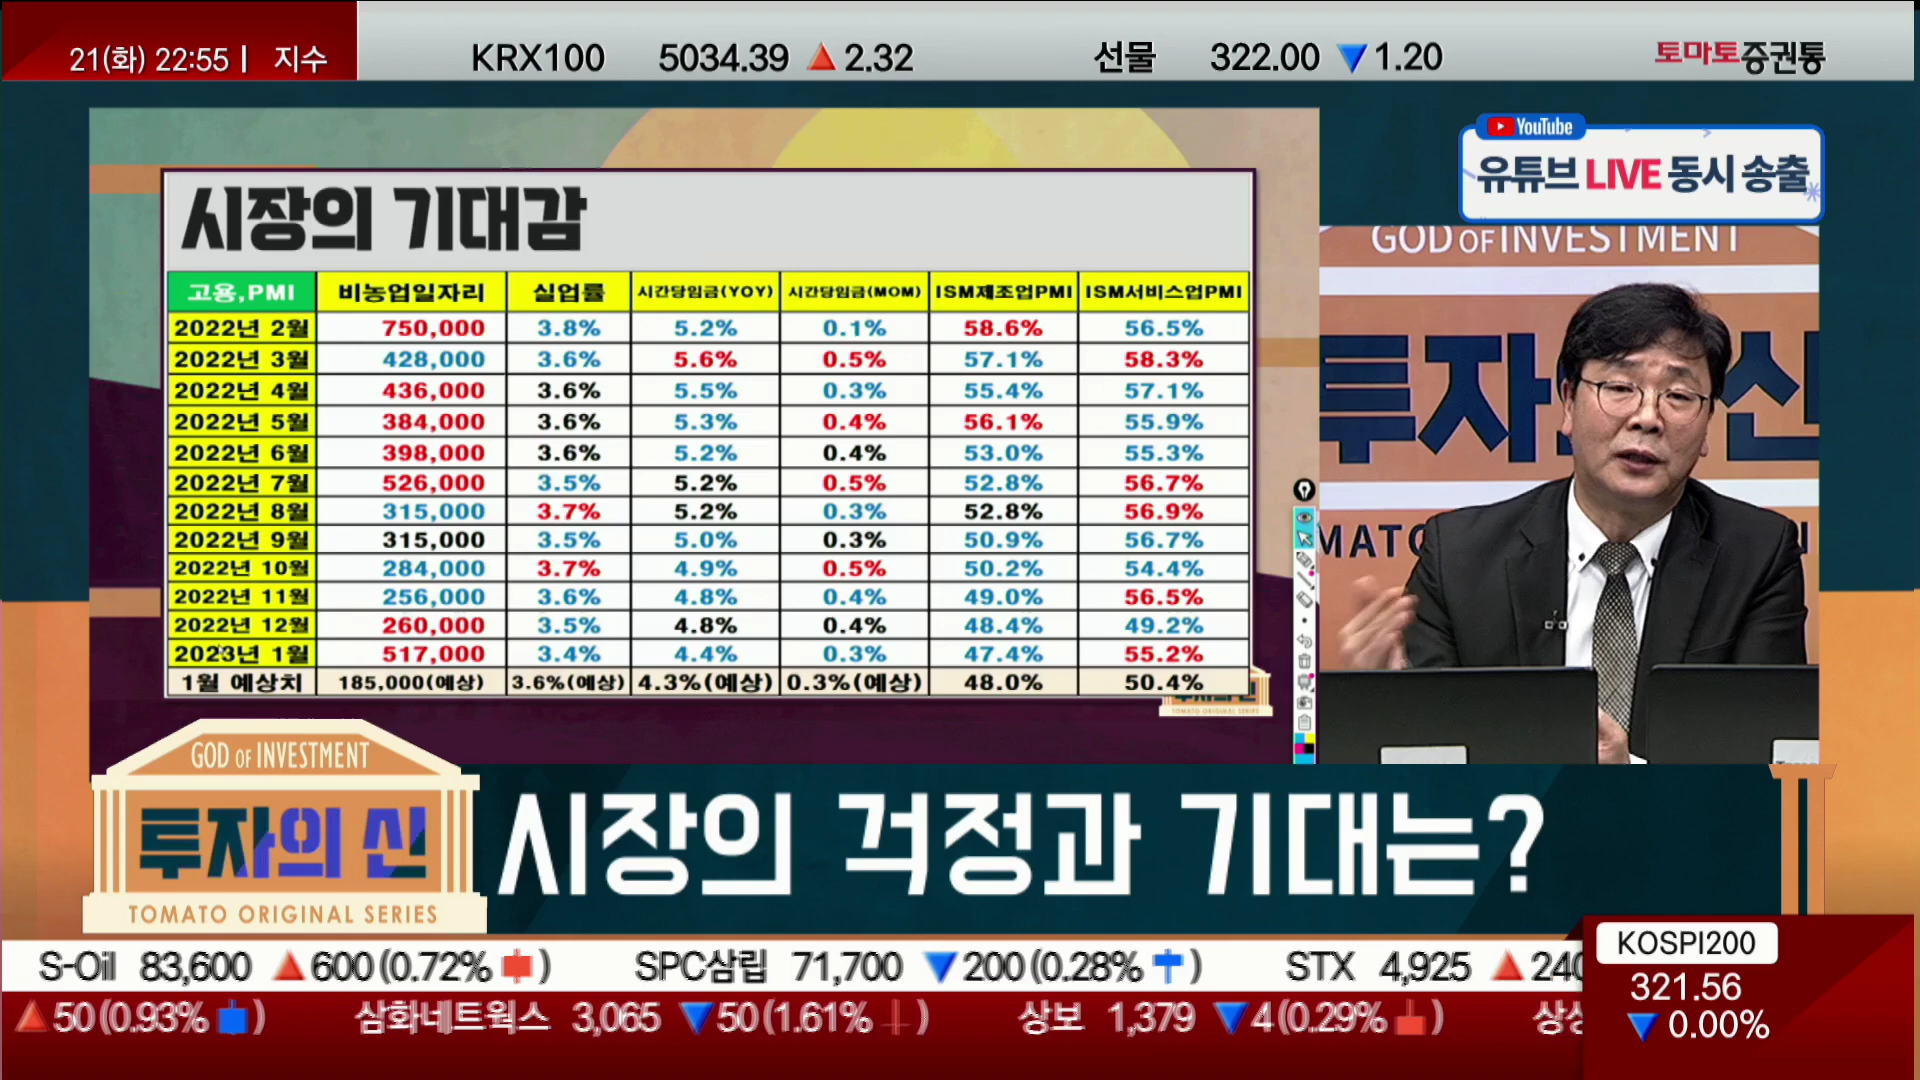 21(화) 22:55 | 지수 KRX100 5034.39 ▲ 2.32 선물 322.00 ▼ 1.20 토마토증권통
YouTube
유튜브 LIVE 동시 송출
시장의 기대감
고용,PMI 비농업일자리 실업률 시간당임금(YOY) 시간당임금(MOM) ISM제조업PMI ISM서비스업PMI
2022년 2월 750,000 3.8% 5.2% 0.1% 58.6% 56.5%
2022년 3월 428,000 3.6% 5.6% 0.5% 57.1% 58.3%
2022년 4월 436,000 3.6% 5.5% 0.3% 55.4% 57.1%
2022년 5월 384,000 3.6% 5.3% 0.4% 56.1% 55.9%
2022년 6월 398,000 3.6% 5.2% 0.4% 53.0% 55.3%
2022년 7월 526,000 3.5% 5.2% 0.5% 52.8% 56.7%
2022년 8월 315,000 3.7% 5.2% 0.3% 52.8% 56.9%
2022년 9월 315,000 3.5% 5.0% 0.3% 50.9% 56.7%
2022년 10월 284,000 3.7% 4.9% 0.5% 50.2% 54.4%
2022년 11월 256,000 3.6% 4.8% 0.4% 49.0% 56.5%
2022년 12월 260,000 3.5% 4.8% 0.4% 48.4% 49.2%
2023년 1월 517,000 3.4% 4.4% 0.3% 47.4% 55.2%
1월 예상치 185,000(예상) 3.6%(예상) 4.3%(예상) 0.3%(예상) 48.0% 50.4%
TOMATO ORIGINAL SERIES
GOD OF INVESTMENT
투자 신
MATO
GOD OF INVESTMENT
투자의 신
TOMATO ORIGINAL SERIES
시장의 걱정과 기대는?
S-Oil 83,600 ▲ 600(0.72% ) SPC삼립 71,700 ▼ 200(0.28% ) STX 4,925 ▲ 240
▲ 50(0.93% ) 삼화네트웍스 3,065 ▼ 50(1.61% ) 상보 1,379 ▼ 4(0.29% )
KOSPI200
321.56
▼ 0.00%